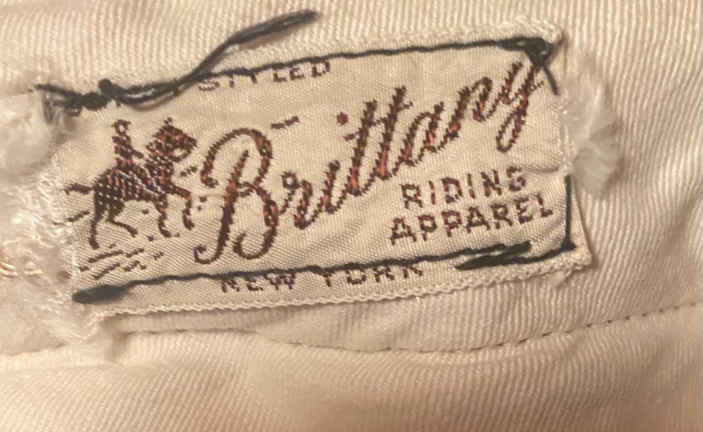 STYLED
Brittany
RIDING
APPAREL
NEW YORK